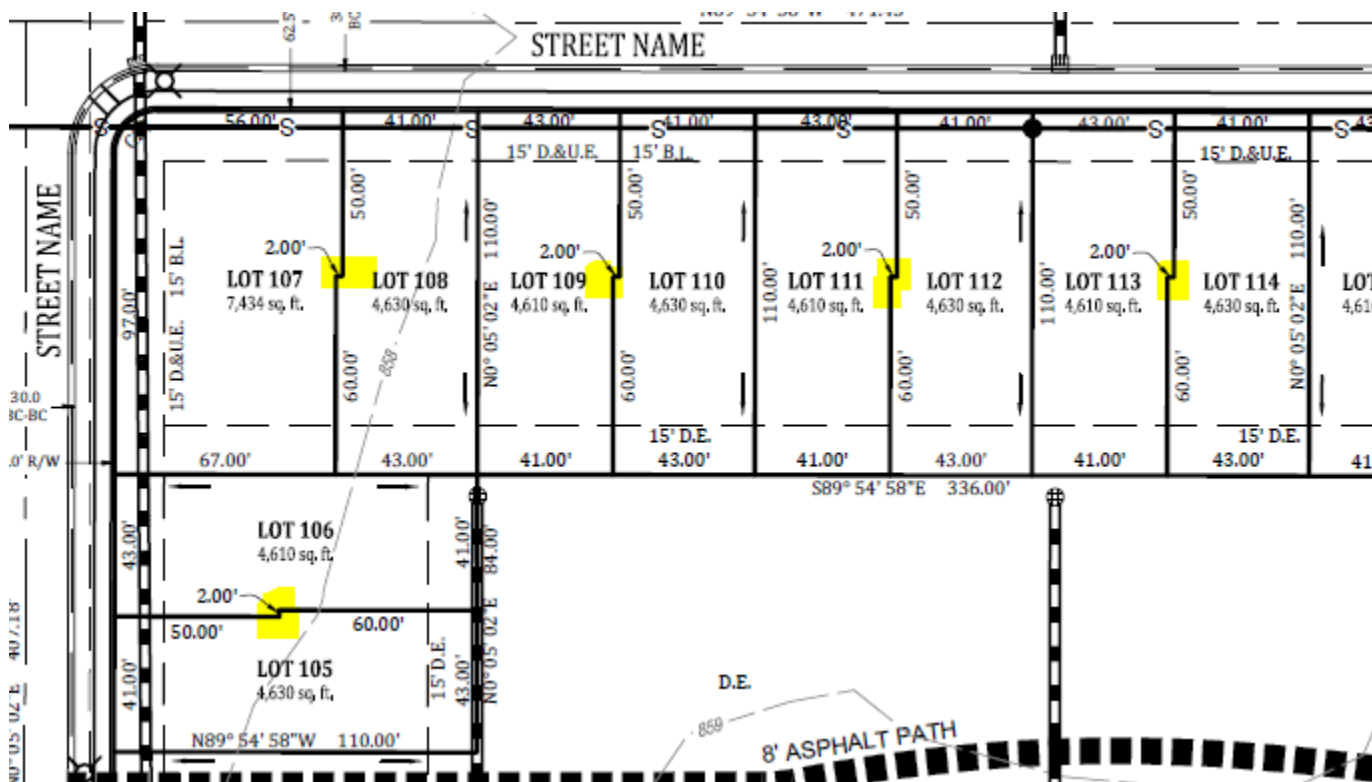 STREET NAME
62.5'
56.00' S 41.00' S 43.00' S 41.00' 43.00' S 41.00' 43.00' S 41.00' S
15' D.&U.E. 15' B.L. 15' D.&U.E.
STREET NAME
97.00'
15' D.&U.E. 15' B.L.
50.00' 50.00' 50.00' 50.00'
2.00' 2.00' 2.00' 2.00'
LOT 107
7,434 sq. ft.
LOT 108
4,630 sq. ft.
LOT 109
4,610 sq. ft.
LOT 110
4,630 sq. ft.
LOT 111
4,610 sq. ft.
LOT 112
4,630 sq. ft.
LOT 113
4,610 sq. ft.
LOT 114
4,630 sq. ft.
N0° 05' 02"E 110.00'
110.00'
110.00'
N0° 05' 02"E 110.00'
858
60.00' 60.00' 60.00' 60.00'
30.0
BC-BC
R/W
15' D.E. 15' D.E.
67.00' 43.00' 41.00' 43.00' 41.00' 43.00' 41.00' 43.00' 41
S89° 54' 58"E 336.00'
LOT 106
4,610 sq. ft.
43.00'
41.00'
N0° 05' 02"E 84.00'
2.00'
50.00' 60.00'
LOT 105
4,630 sq. ft.
41.00'
15' D.E.
43.00'
N89° 54' 58"W 110.00'
D.E.
859
8' ASPHALT PATH
N0° 05' 02"E 407.18'